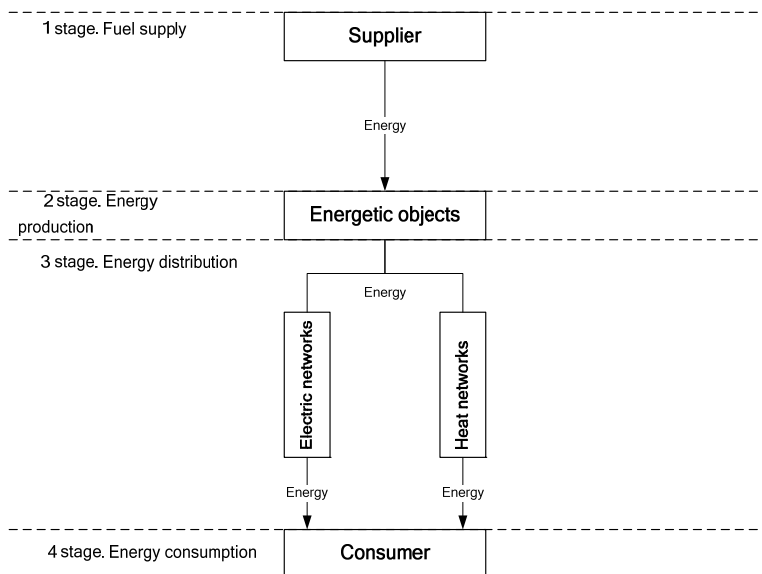 1 stage. Fuel supply
Supplier
Energy
2 stage. Energy
production
Energetic objects
3 stage. Energy distribution
Energy
Electric networks
Heat networks
Energy
Energy
4 stage. Energy consumption
Consumer